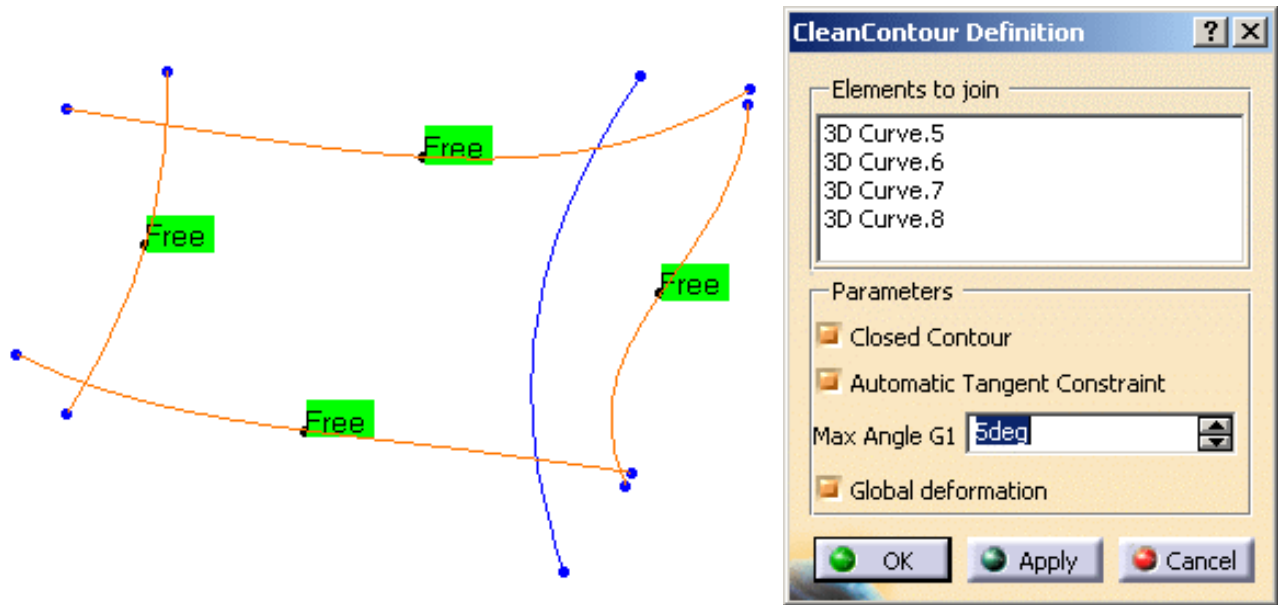 Free
Free
Free
Free
CleanContour Definition
Elements to join
3D Curve.5
3D Curve.6
3D Curve.7
3D Curve.8
Parameters
Closed Contour
Automatic Tangent Constraint
Max Angle G1 5deg
Global deformation
OK Apply Cancel